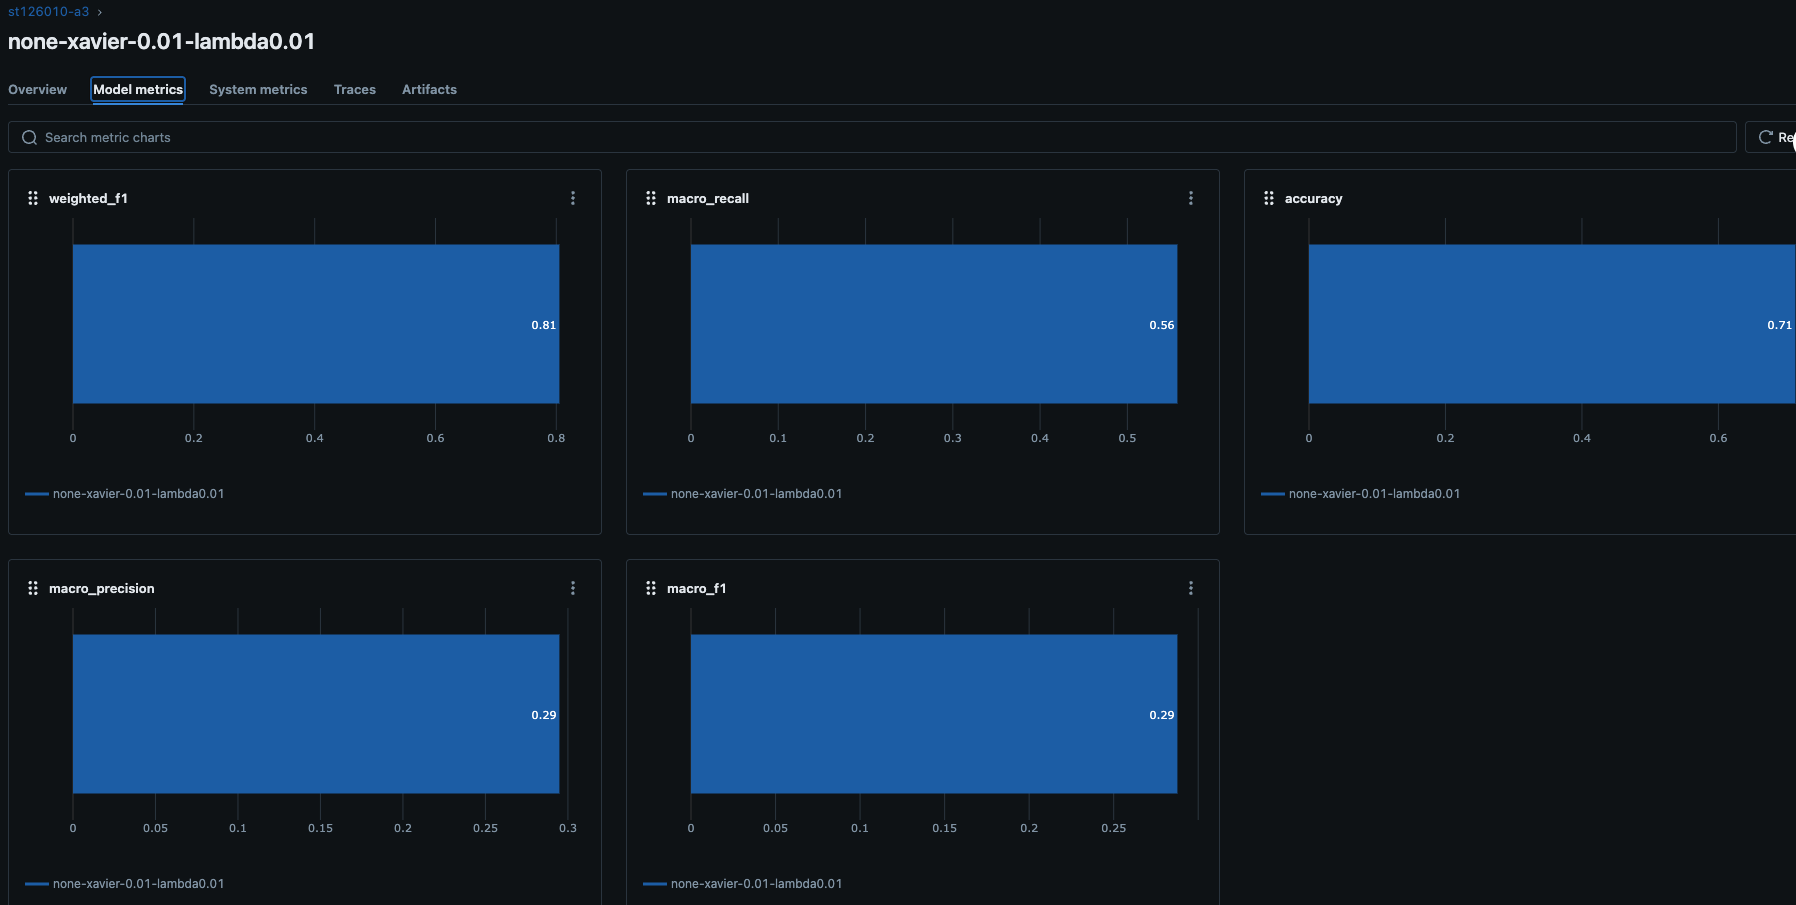 st126010-a3 ›
none-xavier-0.01-lambda0.01
Overview Model metrics System metrics Traces Artifacts
Search metric charts
Re
weighted_f1
0.81
0 0.2 0.4 0.6 0.8
none-xavier-0.01-lambda0.01
macro_recall
0.56
0 0.1 0.2 0.3 0.4 0.5
none-xavier-0.01-lambda0.01
accuracy
0.71
0 0.2 0.4 0.6
none-xavier-0.01-lambda0.01
macro_precision
0.29
0 0.05 0.1 0.15 0.2 0.25 0.3
none-xavier-0.01-lambda0.01
macro_f1
0.29
0 0.05 0.1 0.15 0.2 0.25
none-xavier-0.01-lambda0.01